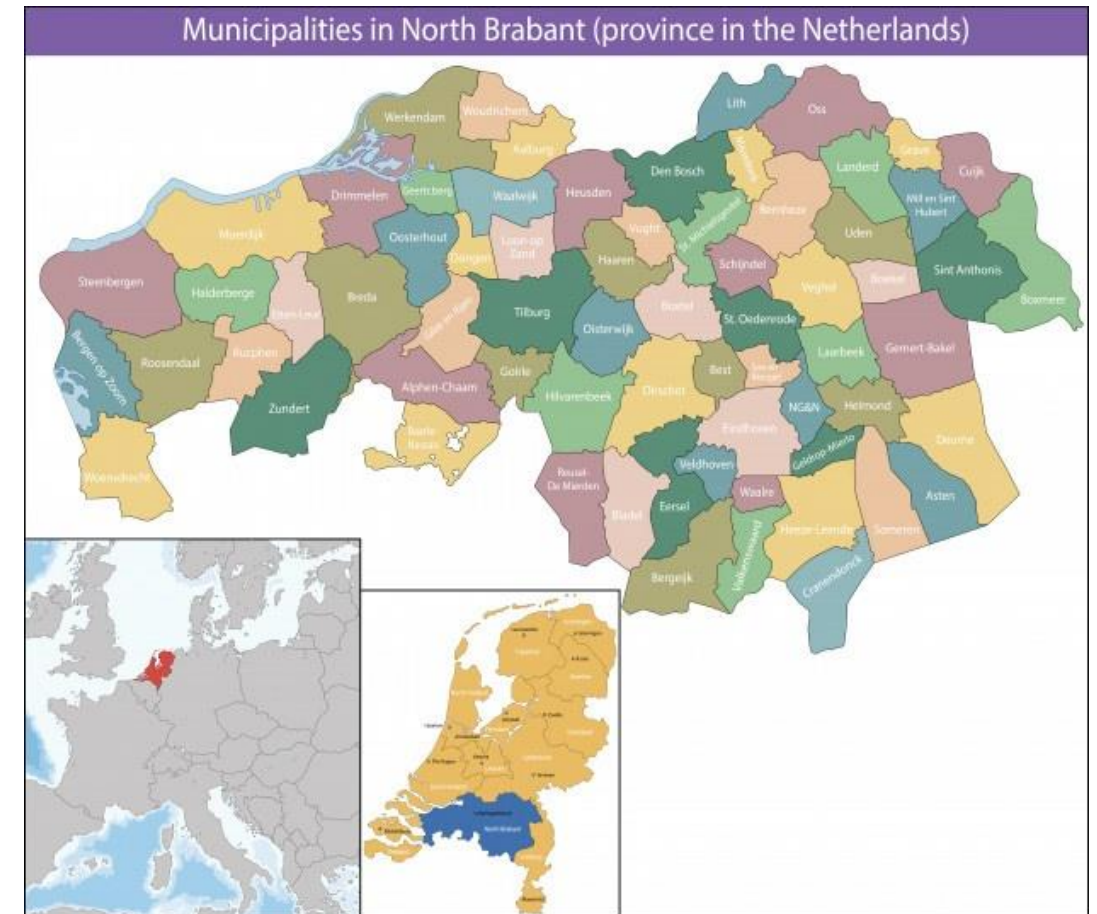 Municipalities in North Brabant (province in the Netherlands)
Werkendam
Woudrichem
Aalburg
Lith
Oss
Maasdonk
Den Bosch
Landerd
Grave
Cuijk
Drimmelen
Geertr.berg
Waalwijk
Heusden
Bernheze
Mill en Sint
Hubert
Moerdijk
Oosterhout
Dongen
Loon op
Zand
Vught
St. Michielsgestel
Uden
Haaren
Schijndel
Sint Anthonis
Boekel
Boxmeer
Steenbergen
Halderberge
Etten-Leur
Breda
Gilze en Rijen
Tilburg
Oisterwijk
Boxtel
Veghel
St. Oedenrode
Bergen op Zoom
Roosendaal
Rucphen
Zundert
Alphen-Chaam
Goirle
Hilvarenbeek
Oirschot
Best
Son en
Breugel
Laarbeek
Gemert-Bakel
Baarle-
Nassau
Eindhoven
NG&N
Helmond
Deurne
Woensdrecht
Reusel-
De Mierden
Bladel
Veldhoven
Eersel
Waalre
Geldrop-Mierlo
Heeze-Leende
Someren
Asten
Bergeijk
Valkenswaard
Cranendonck
North Brabant